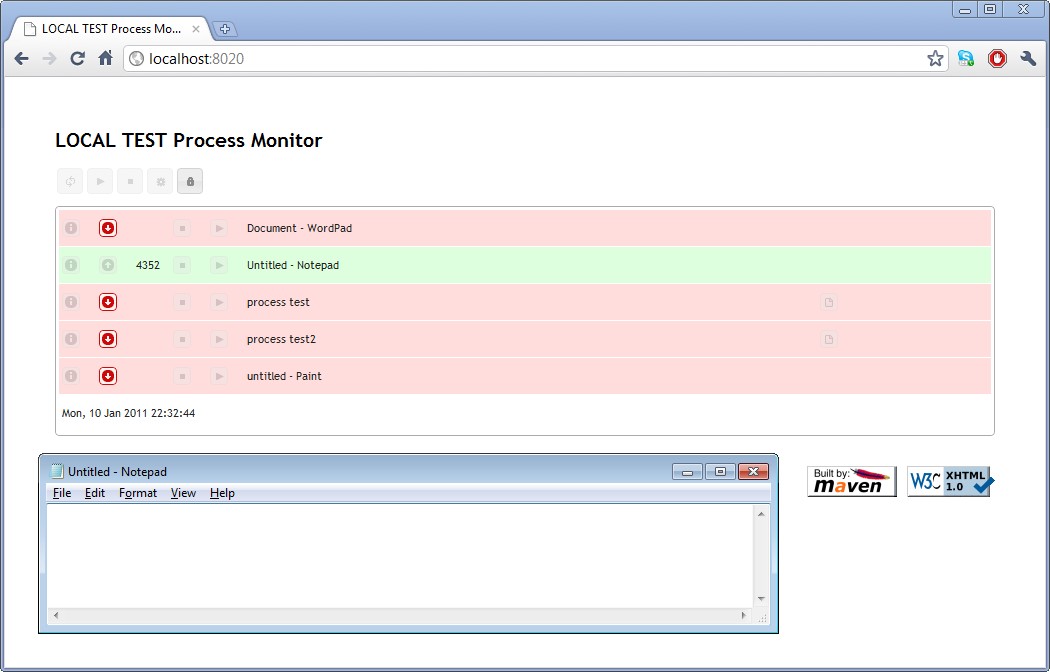 LOCAL TEST Process Mo...
localhost:8020
LOCAL TEST Process Monitor
Document - WordPad
4352 Untitled - Notepad
process test
process test2
untitled - Paint
Mon, 10 Jan 2011 22:32:44
Untitled - Notepad
File Edit Format View Help
Built by:
maven
W3C XHTML
1.0